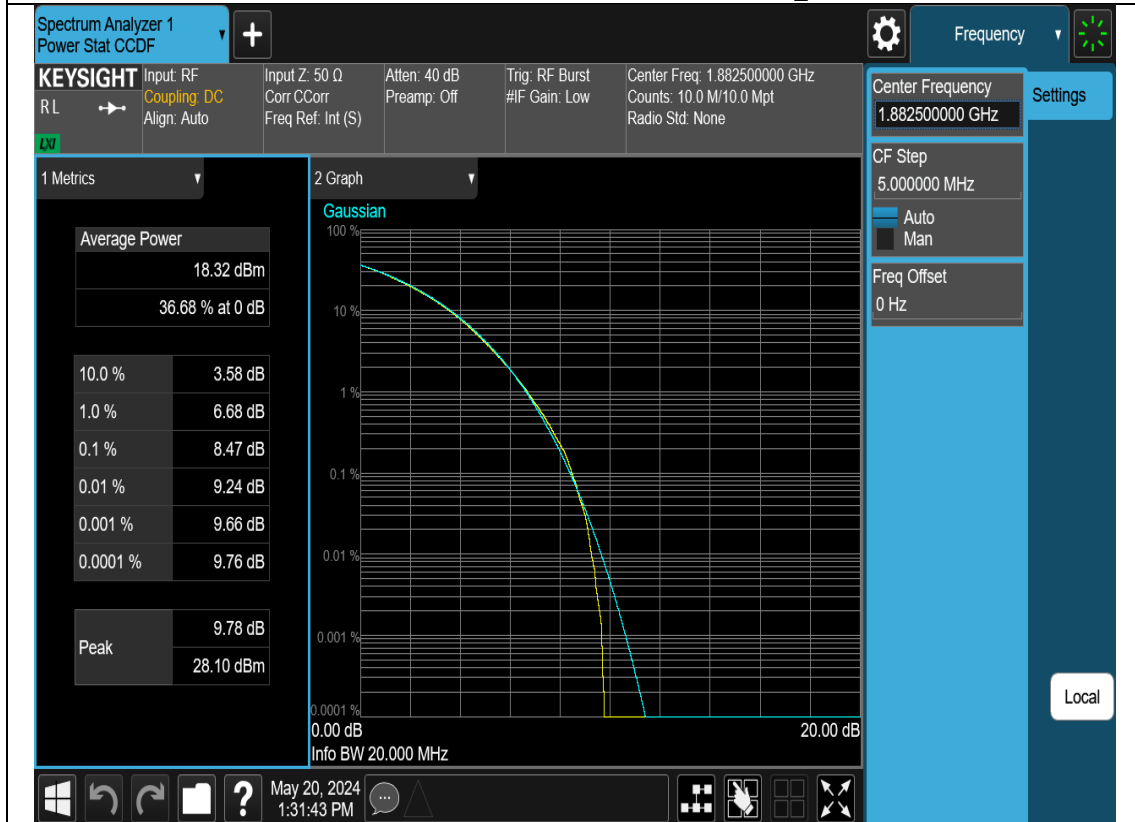 Spectrum Analyzer 1
Power Stat CCDF
Frequency
KEYSIGHT
R L
LXI
Input: RF
Coupling: DC
Align: Auto
Input Z: 50 Ω
Corr CCorr
Freq Ref: Int (S)
Atten: 40 dB
Preamp: Off
Trig: RF Burst
#IF Gain: Low
Center Freq: 1.882500000 GHz
Counts: 10.0 M/10.0 Mpt
Radio Std: None
Center Frequency
1.882500000 GHz
Settings
CF Step
5.000000 MHz
Auto
Man
Freq Offset
0 Hz
1 Metrics
Average Power
18.32 dBm
36.68 % at 0 dB
10.0 % 3.58 dB
1.0 % 6.68 dB
0.1 % 8.47 dB
0.01 % 9.24 dB
0.001 % 9.66 dB
0.0001 % 9.76 dB
Peak
9.78 dB
28.10 dBm
2 Graph
Gaussian
100 %
10 %
1 %
0.1 %
0.01 %
0.001 %
0.0001 %
0.00 dB 20.00 dB
Info BW 20.000 MHz
Local
?
May 20, 2024
1:31:43 PM